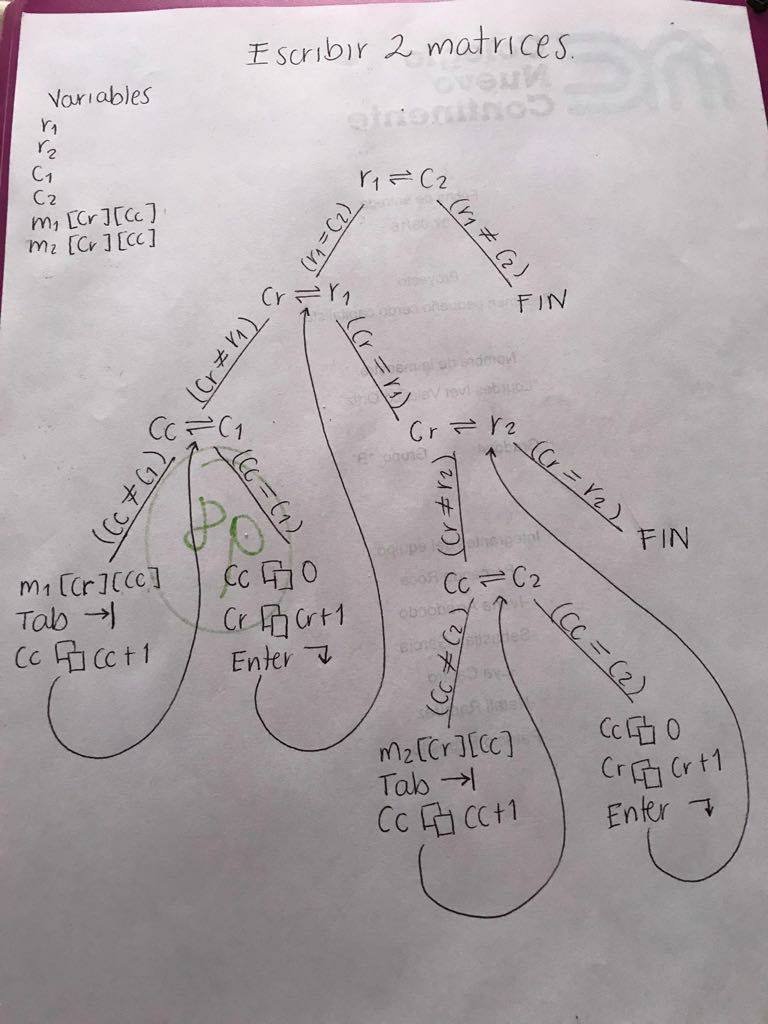 Escribir 2 matrices.
Variables
r1
r2
C1
C2
m1 [Cr][Cc]
m2 [Cr][Cc]
r1 ⇌ C2
(r1 = C2)
(r1 ≠ C2)
Cr ⇌ r1
FIN
(Cr ≠ r1)
(Cr = r1)
Cc ⇌ C1
Cr ⇌ r2
(Cc ≠ C1)
(Cc = C1)
(Cr ≠ r2)
(Cr = r2)
FIN
m1 [Cr][Cc]
Tab →|
Cc Cc+1
Cc 0
Cr Cr+1
Enter ↴
Cc ⇌ C2
(Cc ≠ C2
(Cc = C2)
m2 [Cr][Cc]
Tab →|
Cc Cc+1
Cc 0
Cr Cr+1
Enter ↴
Nuevo
Continente